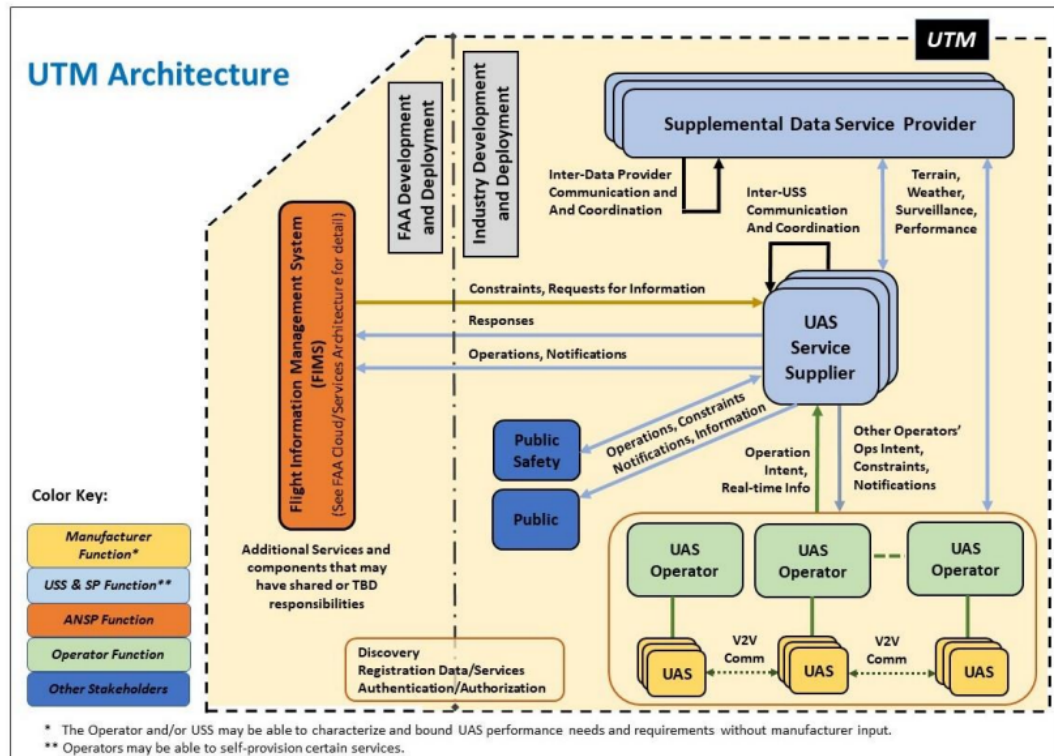 UTM Architecture
UTM
FAA Development
and Deployment
Industry Development
and Deployment
Supplemental Data Service Provider
Inter-Data Provider
Communication and
And Coordination
Inter-USS
Communication
And Coordination
Terrain,
Weather,
Surveillance,
Performance
Flight Information Management System
(FIMS)
(See FAA Cloud/Services Architecture for detail)
Constraints, Requests for Information
Responses
Operations, Notifications
UAS
Service
Supplier
Operations, Constraints
Notifications, Information
Public
Safety
Public
Operation
Intent,
Real-time Info
Other Operators'
Ops Intent,
Constraints,
Notifications
Color Key:
Manufacturer
Function*
USS & SP Function**
ANSP Function
Operator Function
Other Stakeholders
Additional Services and
components that may
have shared or TBD
responsibilities
Discovery
Registration Data/Services
Authentication/Authorization
UAS
Operator
UAS
Operator
UAS
Operator
UAS
V2V
Comm
UAS
V2V
Comm
UAS
* The Operator and/or USS may be able to characterize and bound UAS performance needs and requirements without manufacturer input.
** Operators may be able to self-provision certain services.